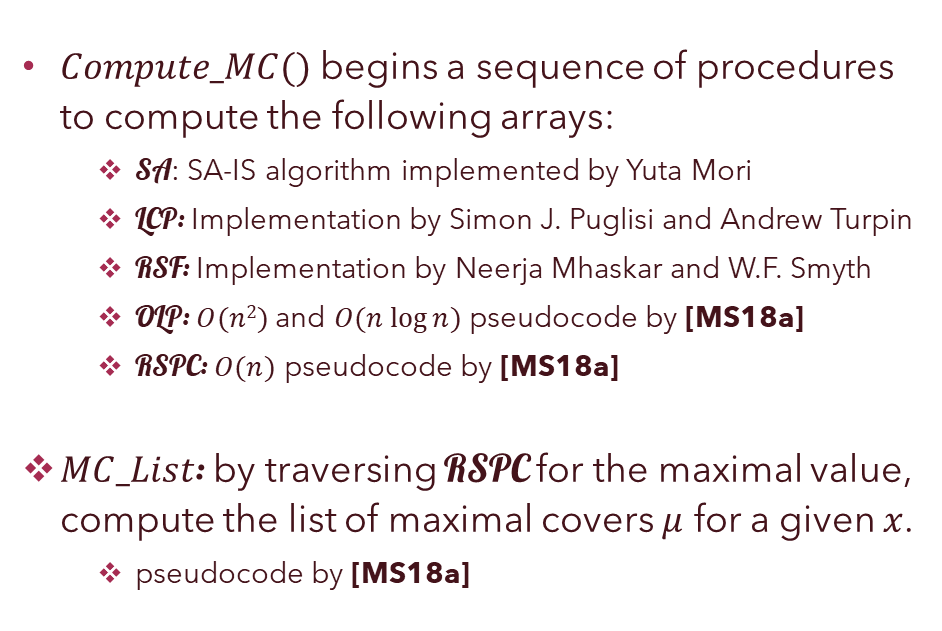 • Compute_MC() begins a sequence of procedures
to compute the following arrays:
❖ SA: SA-IS algorithm implemented by Yuta Mori
❖ LCP: Implementation by Simon J. Puglisi and Andrew Turpin
❖ RSF: Implementation by Neerja Mhaskar and W.F. Smyth
❖ OLP: O(n²) and O(n log n) pseudocode by [MS18a]
❖ RSPC: O(n) pseudocode by [MS18a]
❖ MC_List: by traversing RSPC for the maximal value,
compute the list of maximal covers μ for a given x.
❖ pseudocode by [MS18a]